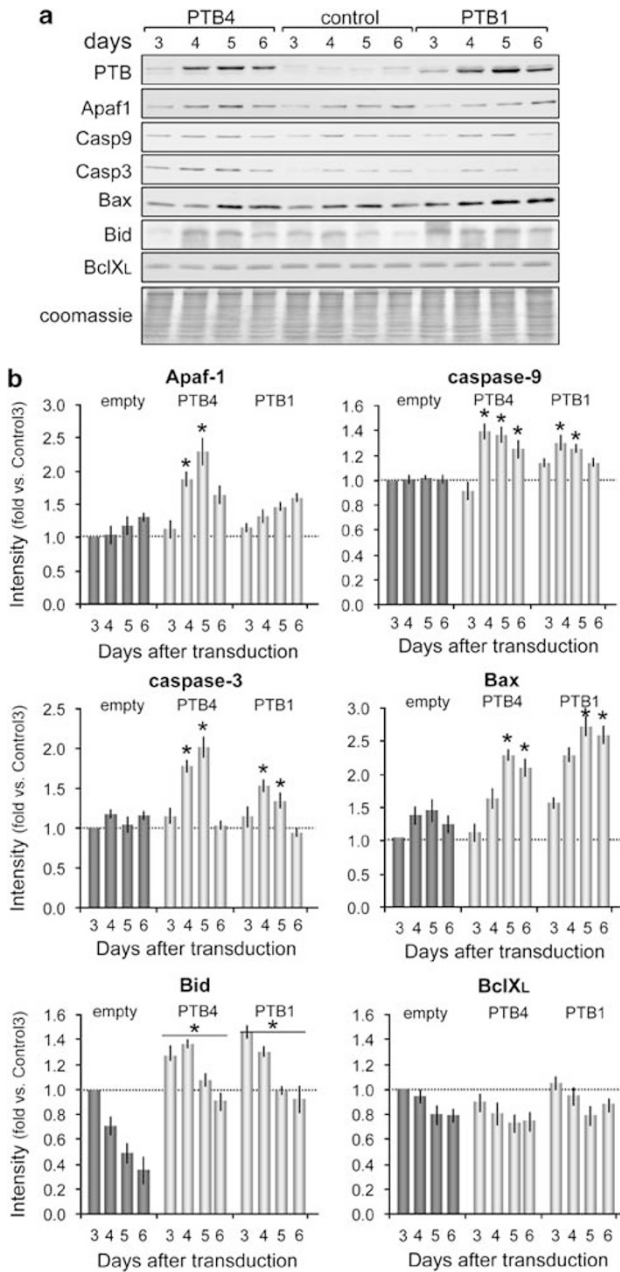 a
PTB4 control PTB1
days 3 4 5 6 3 4 5 6 3 4 5 6
PTB
Apaf1
Casp9
Casp3
Bax
Bid
BclXL
coomassie
b
Apaf-1
empty PTB4 PTB1
Intensity (fold vs. Control3)
3.0
2.5
2.0
1.5
1.0
0.5
0.0
* *
3 4 5 6 3 4 5 6 3 4 5 6
Days after transduction
caspase-9
empty PTB4 PTB1
1.6
1.4
1.2
1.0
0.8
0.6
0.4
0.2
0.0
* * * * *
3 4 5 6 3 4 5 6 3 4 5 6
Days after transduction
caspase-3
empty PTB4 PTB1
Intensity (fold vs. Control3)
2.5
2.0
1.5
1.0
0.5
0.0
* * * *
3 4 5 6 3 4 5 6 3 4 5 6
Days after transduction
Bax
empty PTB4 PTB1
3.0
2.5
2.0
1.5
1.0
0.5
0.0
* * * *
3 4 5 6 3 4 5 6 3 4 5 6
Days after transduction
Bid
empty PTB4 PTB1
Intensity (fold vs. Control3)
1.6
1.4
1.2
1.0
0.8
0.6
0.4
0.2
0.0
* *
3 4 5 6 3 4 5 6 3 4 5 6
Days after transduction
BclXL
empty PTB4 PTB1
1.6
1.4
1.2
1.0
0.8
0.6
0.4
0.2
0.0
3 4 5 6 3 4 5 6 3 4 5 6
Days after transduction